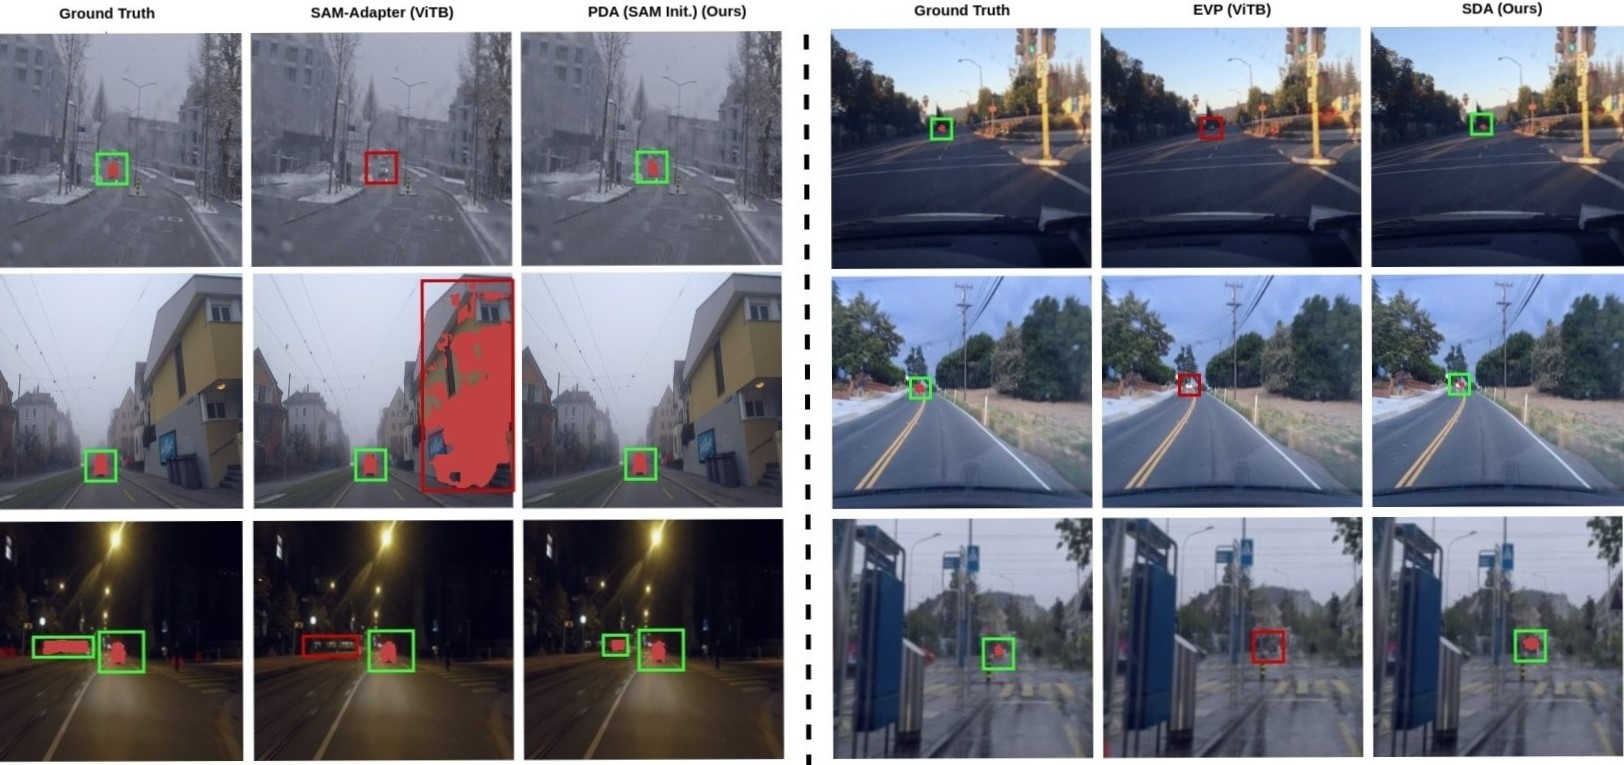 Ground Truth
SAM-Adapter (ViTB)
PDA (SAM Init.) (Ours)
Ground Truth
EVP (ViTB)
SDA (Ours)